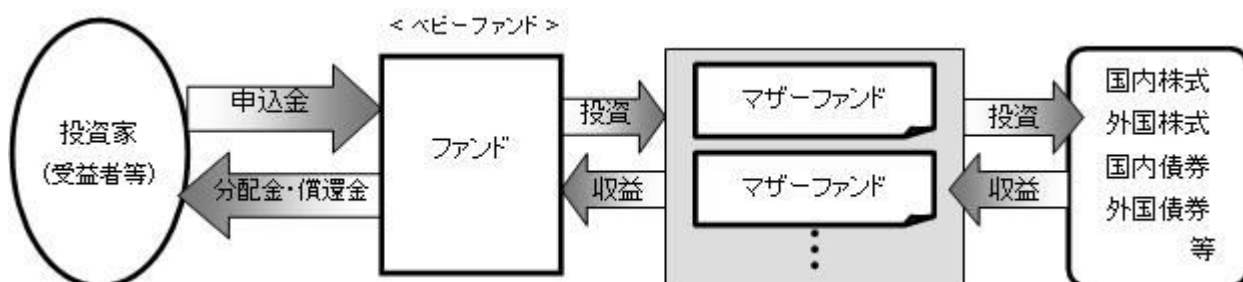 < ベビーファンド >
投資家
(受益者等)
申込金
分配金・償還金
ファンド
投資
収益
マザーファンド
マザーファンド
投資
収益
国内株式
外国株式
国内債券
外国債券
等